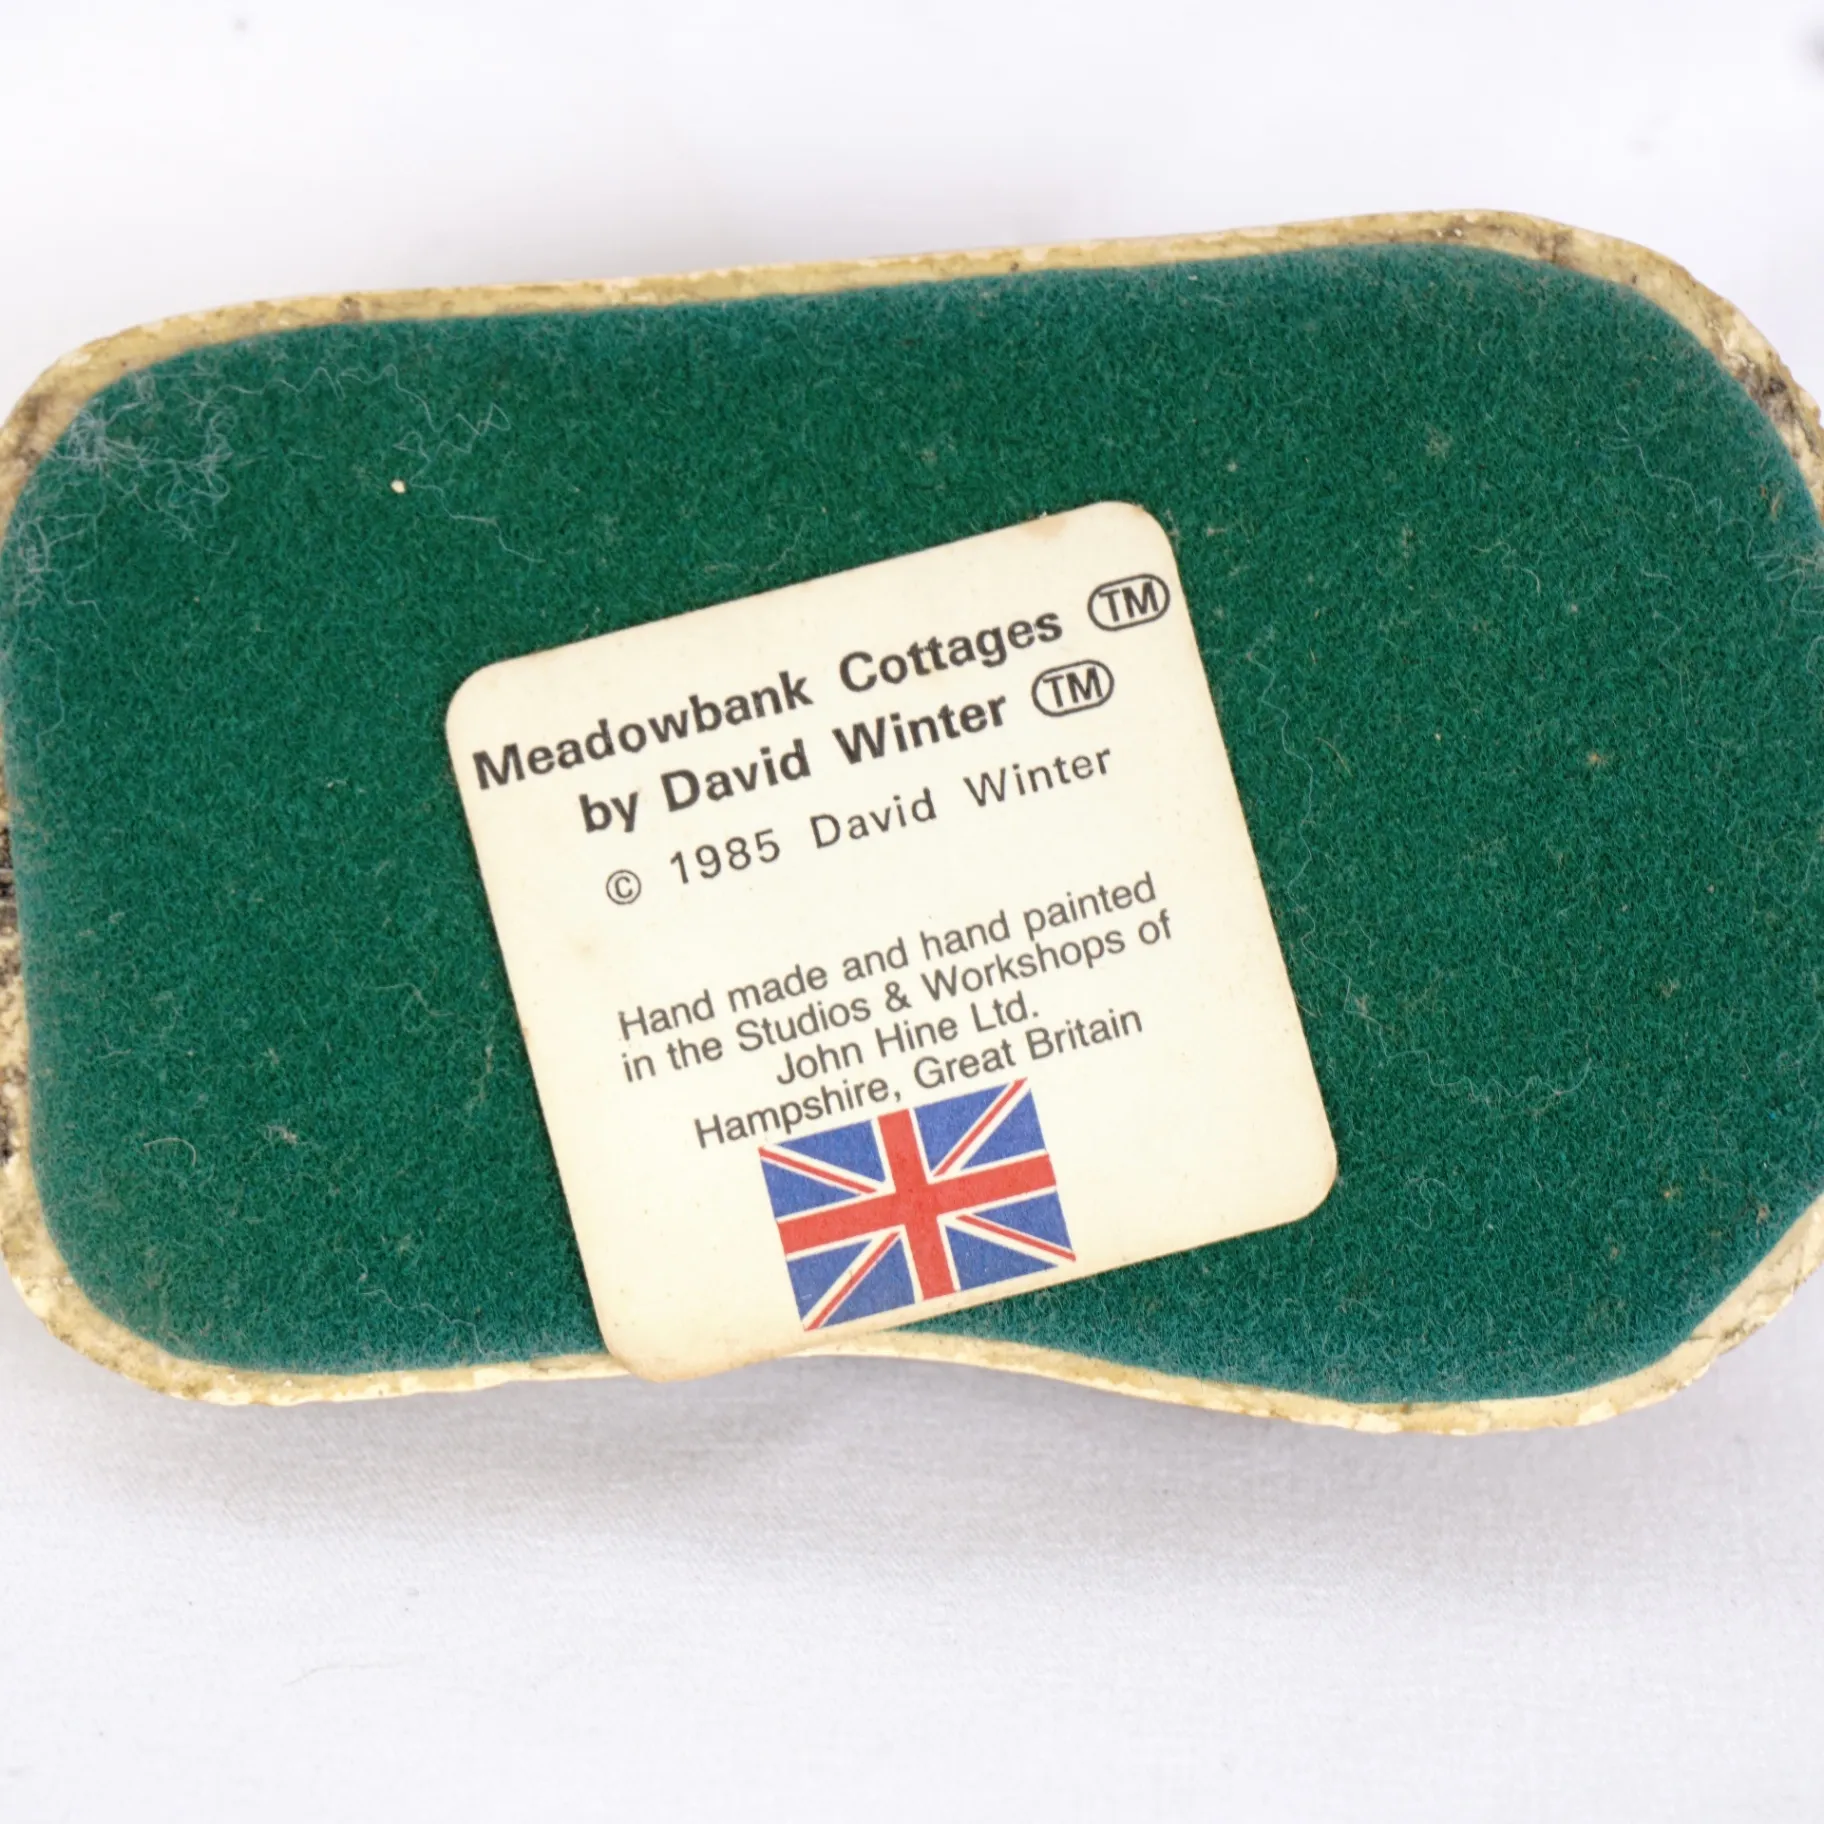 Meadowbank Cottages TM
by David Winter TM
© 1985 David Winter
Hand made and hand painted
in the Studios & Workshops of
John Hine Ltd.
Hampshire, Great Britain